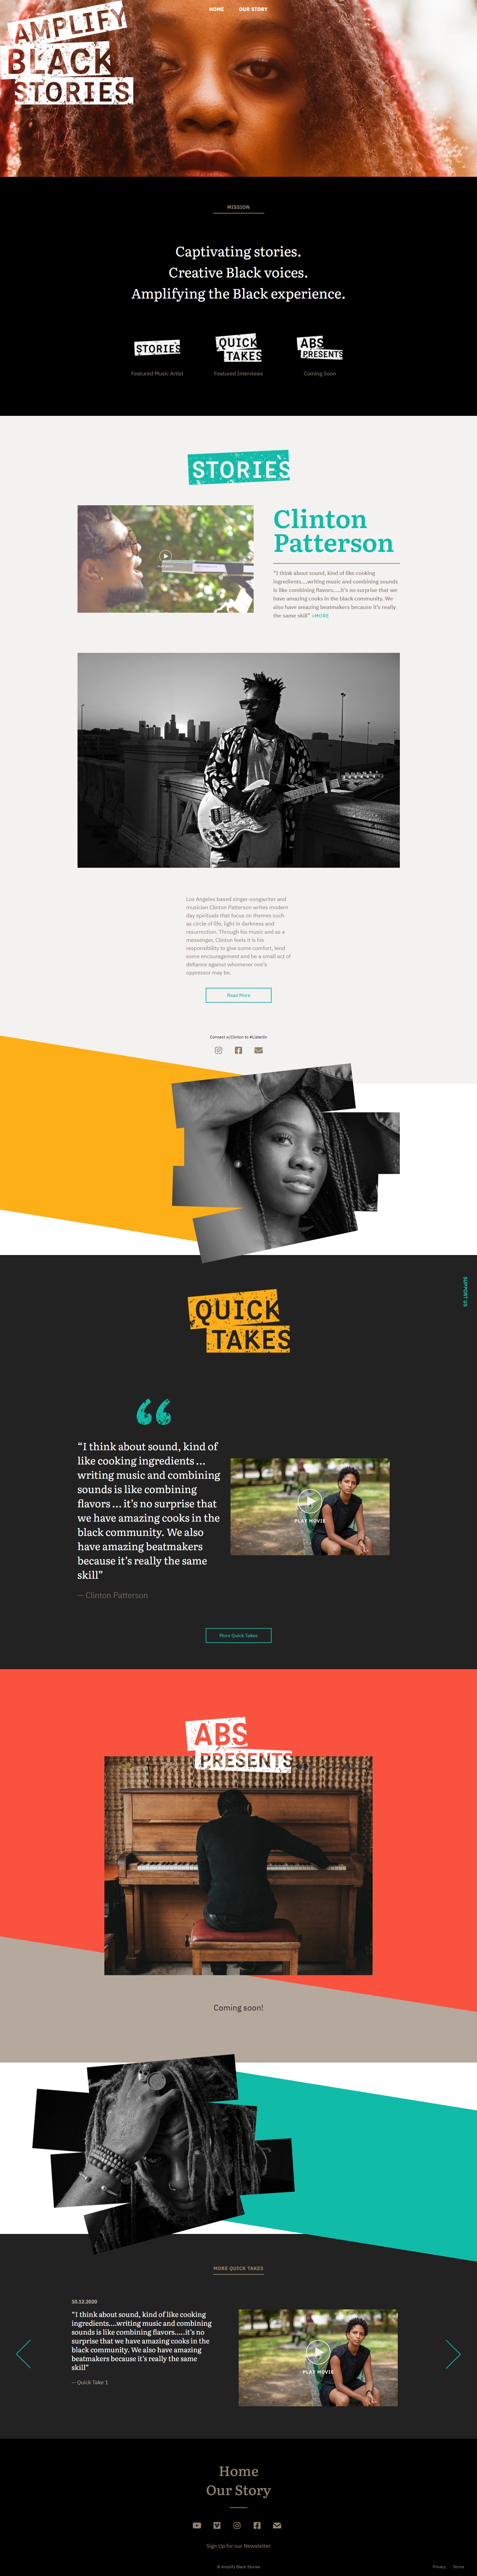 HOME OUR STORY
AMPLIFY
BLACK
STORIES
MISSION
Captivating stories.
Creative Black voices.
Amplifying the Black experience.
STORIES
QUICK
TAKES
ABS
PRESENTS
Featured Music Artist
Featured Interviews
Coming Soon
STORIES
Clinton
Patterson
"I think about sound, kind of like cooking
ingredients....writing music and combining sounds
is like combining flavors.....it's no surprise that we
have amazing cooks in the black community. We
also have amazing beatmakers because it's really
the same skill" >MORE
Los Angeles based singer-songwriter and
musician Clinton Patterson writes modern
day spirituals that focus on themes such
as circle of life, light in darkness and
resurrection. Through his music and as a
messenger, Clinton feels it is his
responsibility to give some comfort, lend
some encouragement and be a small act of
defiance against whomever one's
oppressor may be.
Read More
Connect w/Clinton to #ListenIn
SUPPORT US
QUICK
TAKES
“
“I think about sound, kind of
like cooking ingredients ...
writing music and combining
sounds is like combining
flavors ... it’s no surprise that
we have amazing cooks in the
black community. We also
have amazing beatmakers
because it’s really the same
skill”
— Clinton Patterson
PLAY MOVIE
More Quick Takes
ABS
PRESENTS
Coming soon!
MORE QUICK TAKES
10.12.2020
“I think about sound, kind of like cooking
ingredients....writing music and combining
sounds is like combining flavors.....it’s no
surprise that we have amazing cooks in the
black community. We also have amazing
beatmakers because it’s really the same
skill”
— Quick Take 1
PLAY MOVIE
Home
Our Story
Sign Up for our Newsletter
© Amplify Black Stories
Privacy Terms